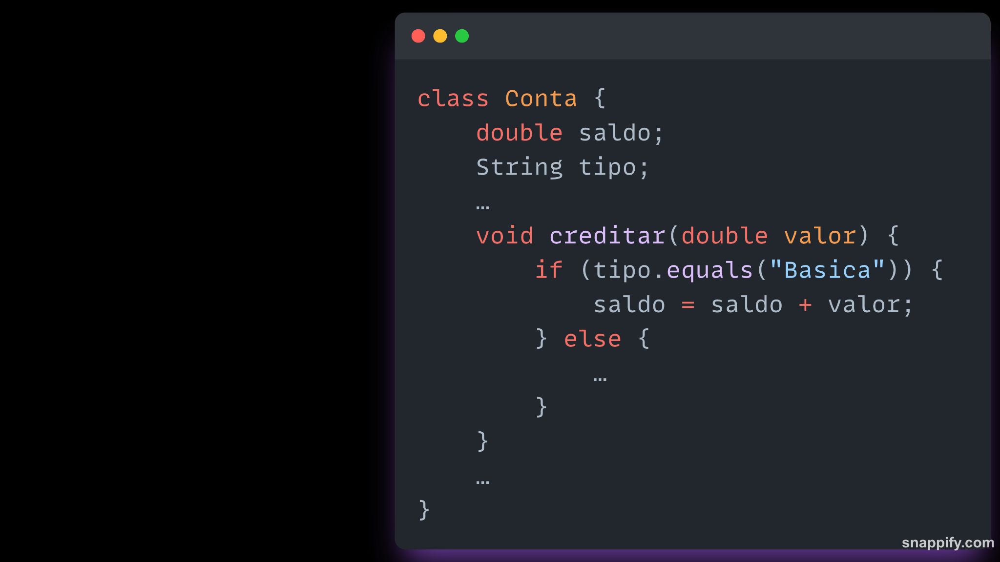 class Conta {
double saldo;
String tipo;
…
void creditar(double valor) {
if (tipo.equals("Basica")) {
saldo = saldo + valor;
} else {
…
}
}
…
}
snappify.com